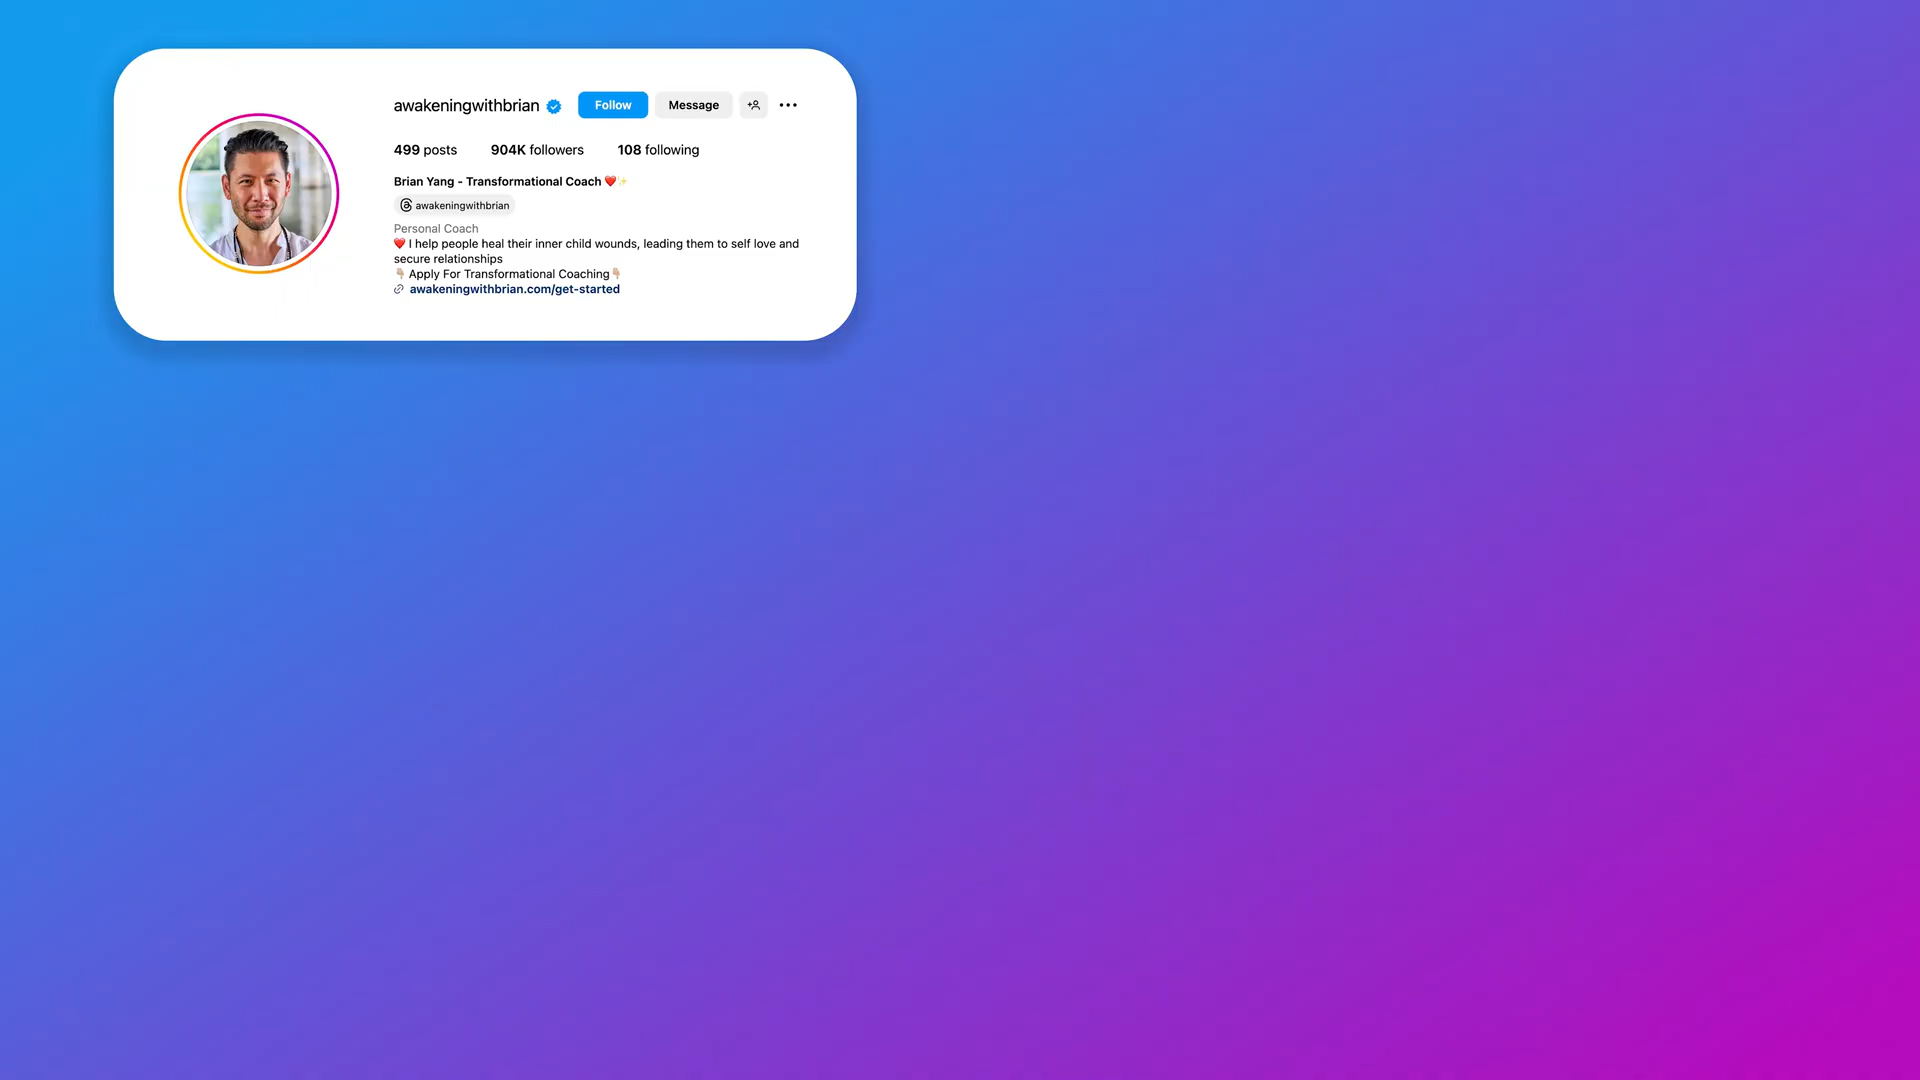 awakeningwithbrian Follow Message
499 posts 904K followers 108 following
Brian Yang - Transformational Coach ❤️✨
awakeningwithbrian
Personal Coach
❤️ I help people heal their inner child wounds, leading them to self love and
secure relationships
👇🏼 Apply For Transformational Coaching👇🏼
awakeningwithbrian.com/get-started